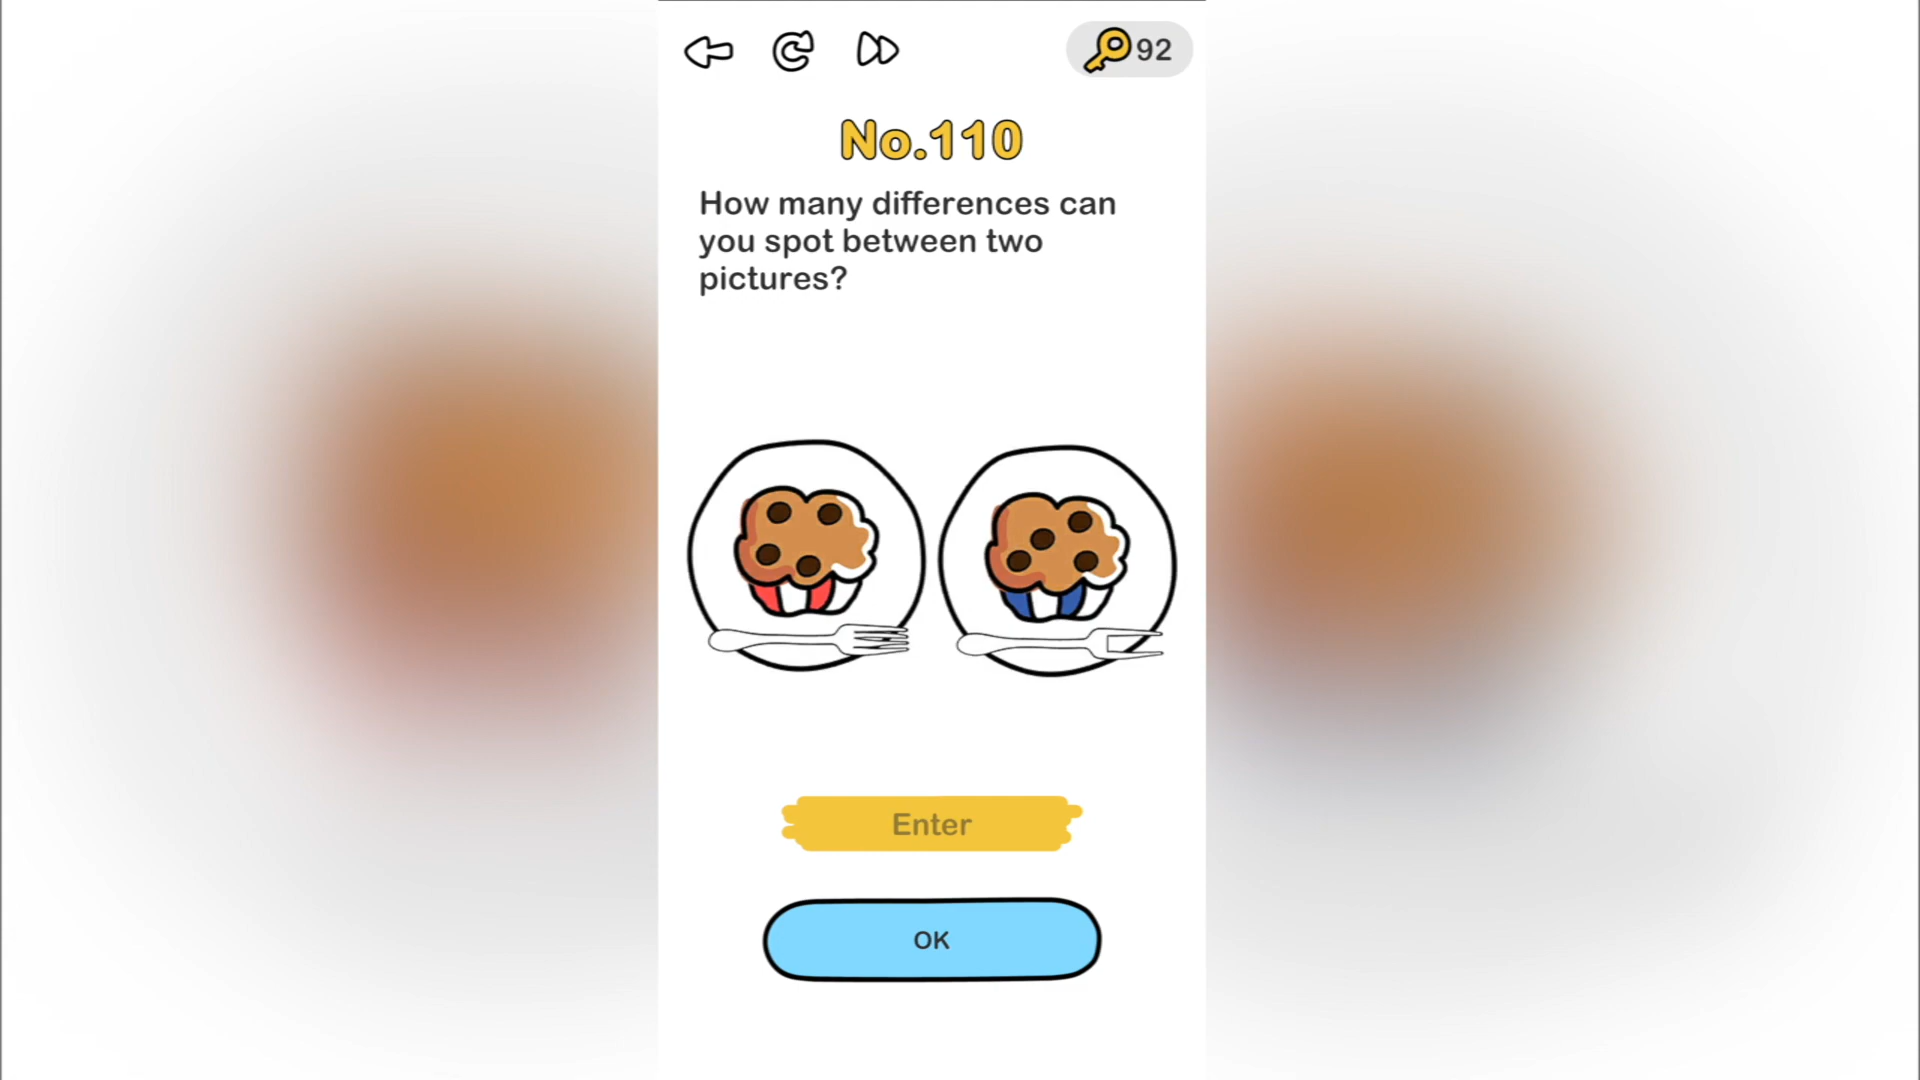 92
No.110
How many differences can
you spot between two
pictures?
Enter
OK